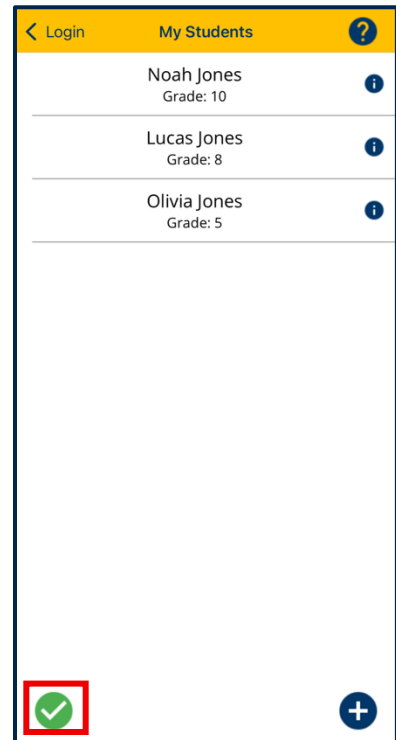 Login
My Students
Noah Jones
Grade: 10
Lucas Jones
Grade: 8
Olivia Jones
Grade: 5